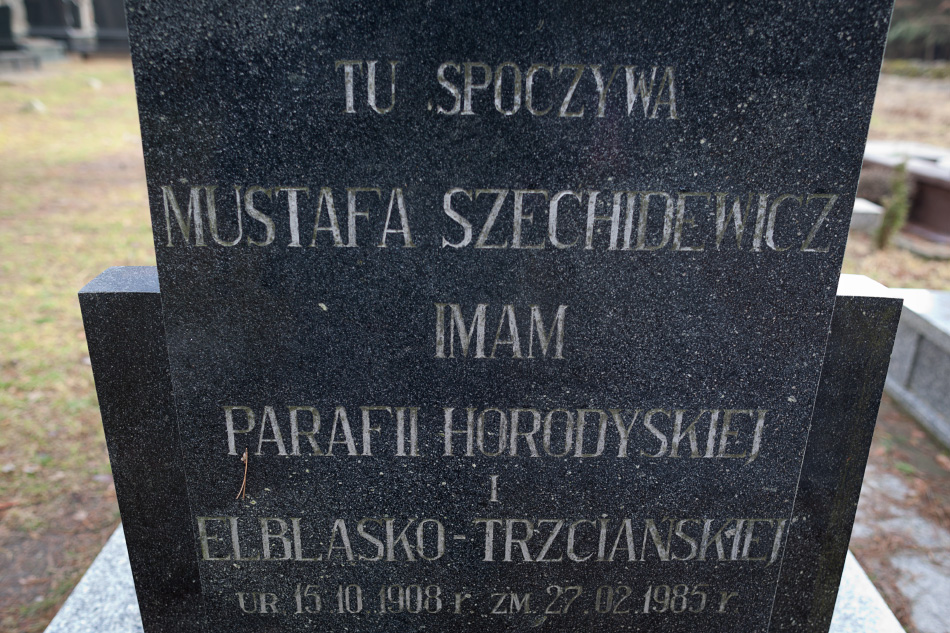 TU SPOCZYWA
MUSTAFA SZECHIDEWICZ
IMAM
PARAFII HORODYSKIEJ
I
ELBLASKO-TRZCIANSKIEJ
UR. 15 10 1908 r. ZM. 27.02.1985 r